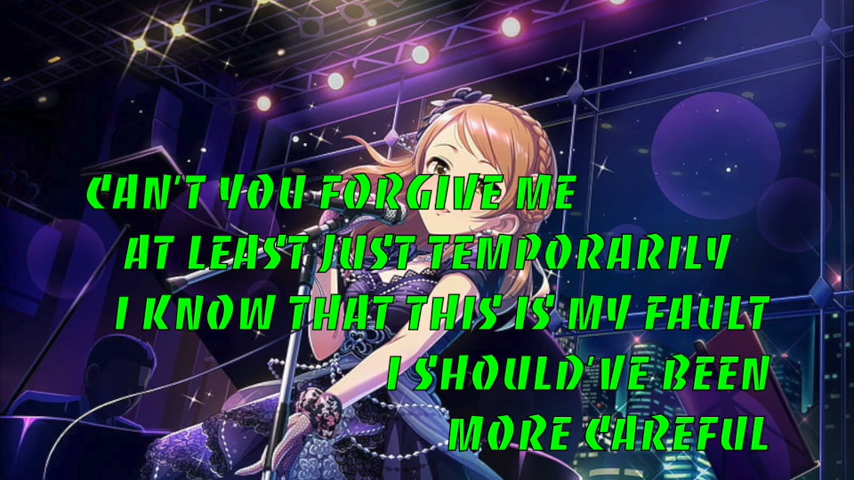 CAN'T YOU FORGIVE ME
AT LEAST JUST TEMPORARILY
I KNOW THAT THIS IS MY FAULT
I SHOULD'VE BEEN
MORE CAREFUL